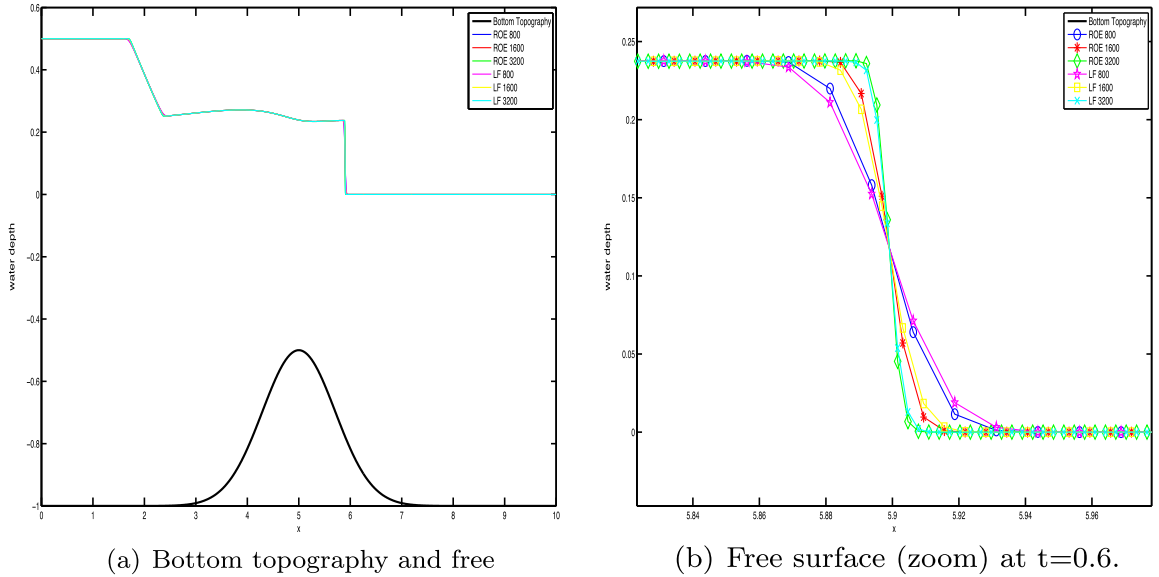 0.6
0.4
0.2
0
−0.2
−0.4
−0.6
−0.8
−1
0 1 2 3 4 5 6 7 8 9 10
water depth
x
Bottom Topography
ROE 800
ROE 1600
ROE 3200
LF 800
LF 1600
LF 3200
(a) Bottom topography and free
0.25
0.2
0.15
0.1
0.05
0
5.84 5.86 5.88 5.9 5.92 5.94 5.96
water depth
x
Bottom Topography
ROE 800
ROE 1600
ROE 3200
LF 800
LF 1600
LF 3200
(b) Free surface (zoom) at t=0.6.